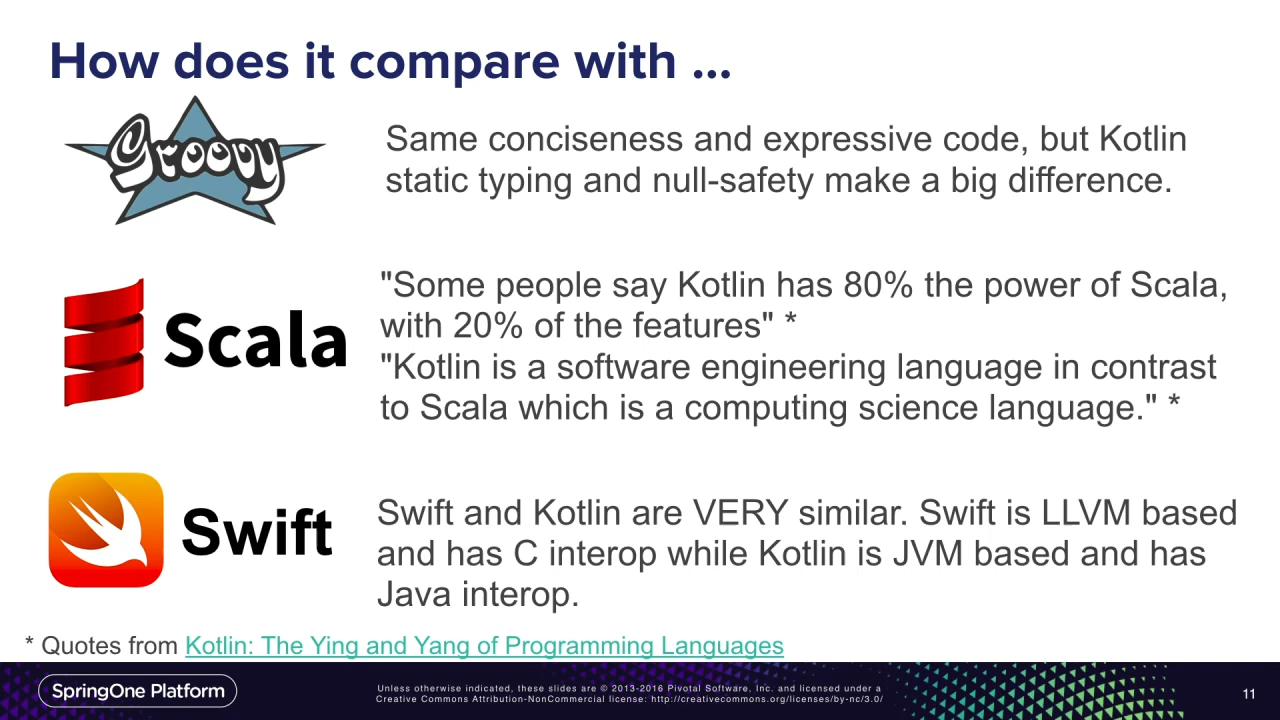 How does it compare with ...
Groovy
Same conciseness and expressive code, but Kotlin
static typing and null-safety make a big difference.
Scala
"Some people say Kotlin has 80% the power of Scala,
with 20% of the features" *
"Kotlin is a software engineering language in contrast
to Scala which is a computing science language." *
Swift
Swift and Kotlin are VERY similar. Swift is LLVM based
and has C interop while Kotlin is JVM based and has
Java interop.
* Quotes from Kotlin: The Ying and Yang of Programming Languages
SpringOne Platform
Unless otherwise indicated, these slides are © 2013-2016 Pivotal Software, Inc. and licensed under a
Creative Commons Attribution-NonCommercial license: http://creativecommons.org/licenses/by-nc/3.0/
11